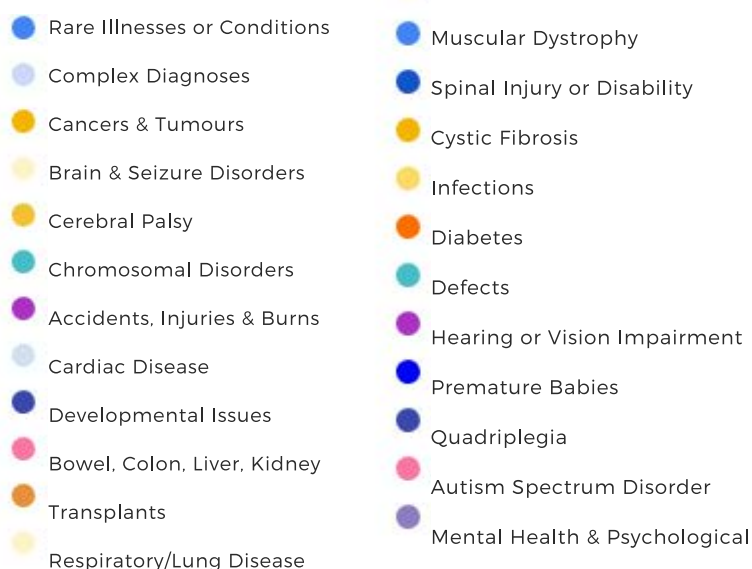 Rare Illnesses or Conditions
Complex Diagnoses
Cancers & Tumours
Brain & Seizure Disorders
Cerebral Palsy
Chromosomal Disorders
Accidents, Injuries & Burns
Cardiac Disease
Developmental Issues
Bowel, Colon, Liver, Kidney
Transplants
Respiratory/Lung Disease
Muscular Dystrophy
Spinal Injury or Disability
Cystic Fibrosis
Infections
Diabetes
Defects
Hearing or Vision Impairment
Premature Babies
Quadriplegia
Autism Spectrum Disorder
Mental Health & Psychological